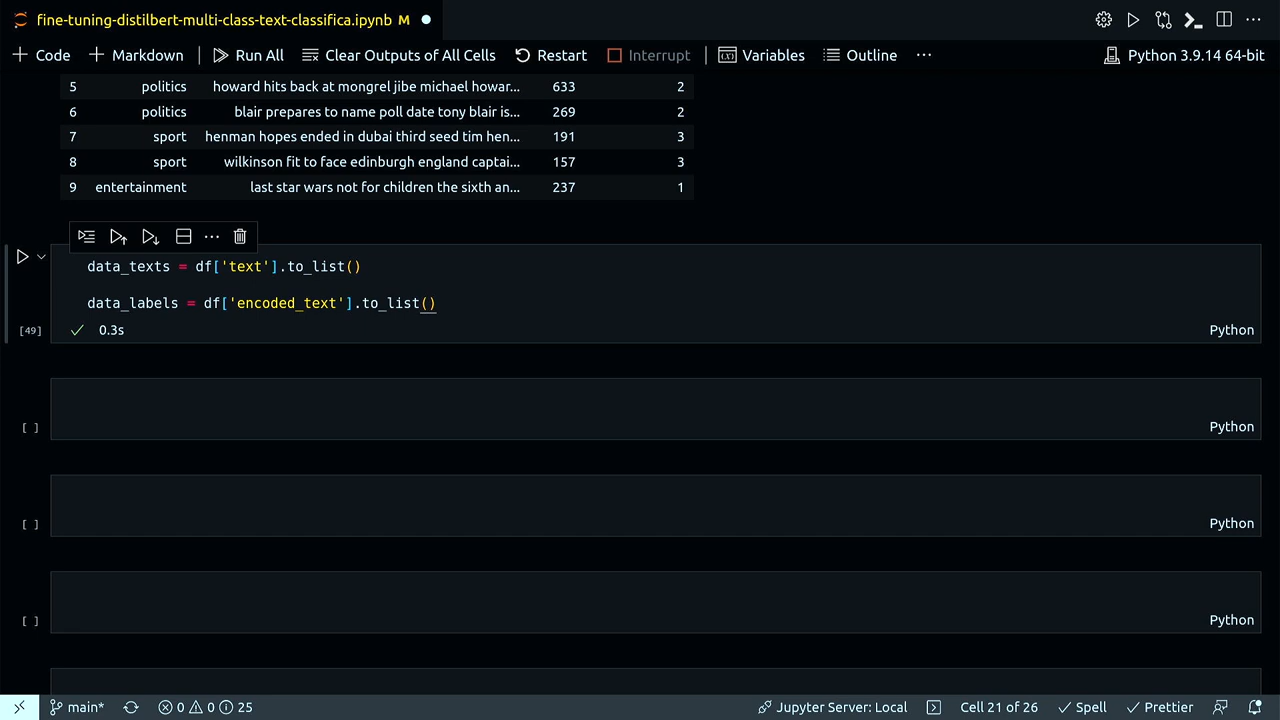 fine-tuning-distilbert-multi-class-text-classifica.ipynb M
Code Markdown Run All Clear Outputs of All Cells Restart Interrupt Variables Outline ··· Python 3.9.14 64-bit
5 politics howard hits back at mongrel jibe michael howar... 633 2
6 politics blair prepares to name poll date tony blair is... 269 2
7 sport henman hopes ended in dubai third seed tim hen... 191 3
8 sport wilkinson fit to face edinburgh england captai... 157 3
9 entertainment last star wars not for children the sixth an... 237 1
data_texts = df['text'].to_list()
data_labels = df['encoded_text'].to_list()
[49] 0.3s Python
[ ] Python
[ ] Python
[ ] Python
main* 0 0 25 Jupyter Server: Local Cell 21 of 26 Spell Prettier